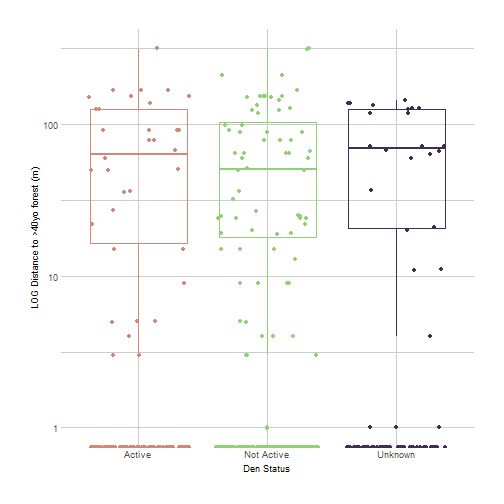 LOG Distance to >40yo forest (m)
100
10
1
Active
Not Active
Unknown
Den Status